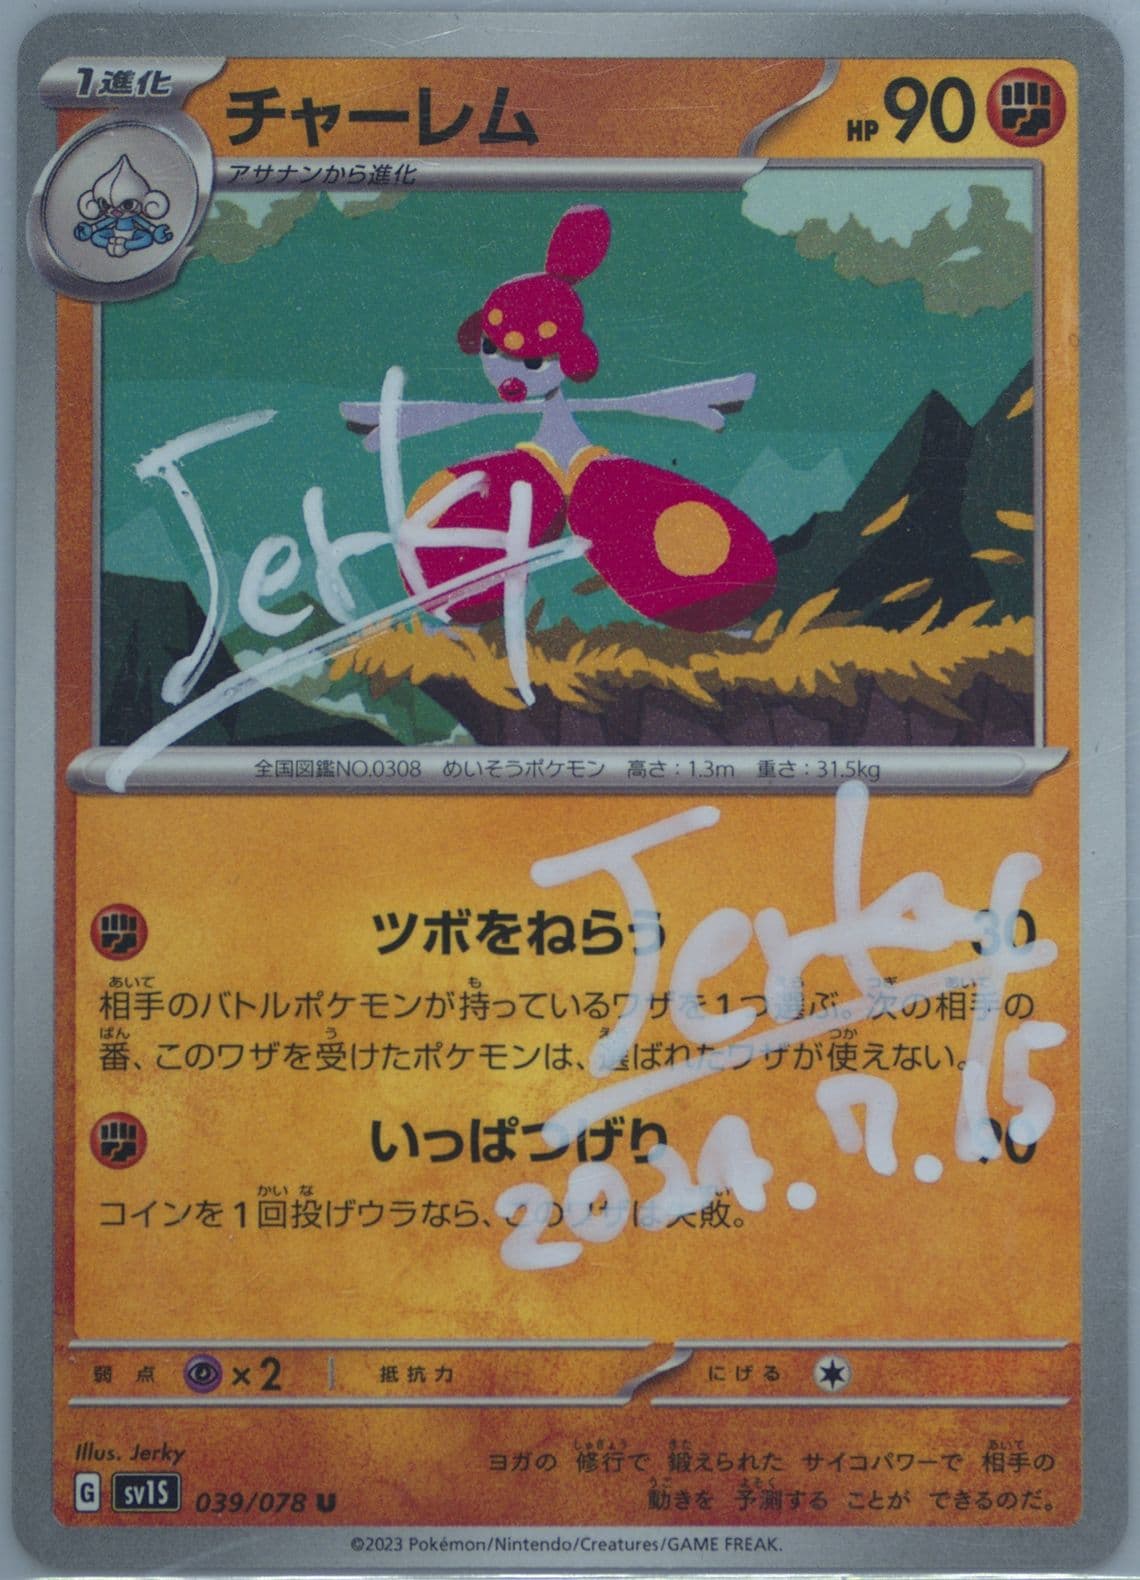 1進化
チャーレム
HP 90
アサナンから進化
Jerky
全国図鑑NO.0308 めいそうポケモン 高さ：1.3m 重さ：31.5kg
Jerky
2024.7.15
ツボをねらう 30
相手のバトルポケモンが持っているワザを1つ選ぶ。次の相手の
番、このワザを受けたポケモンは、選ばれたワザが使えない。
いっぱつげり 90
コインを1回投げウラなら、このワザは失敗。
弱点 ×2 抵抗力 にげる
Illus. Jerky
ヨガの 修行で 鍛えられた サイコパワーで 相手の
動きを 予測する ことが できるのだ。
G sv1S 039/078 U
©2023 Pokémon/Nintendo/Creatures/GAME FREAK.